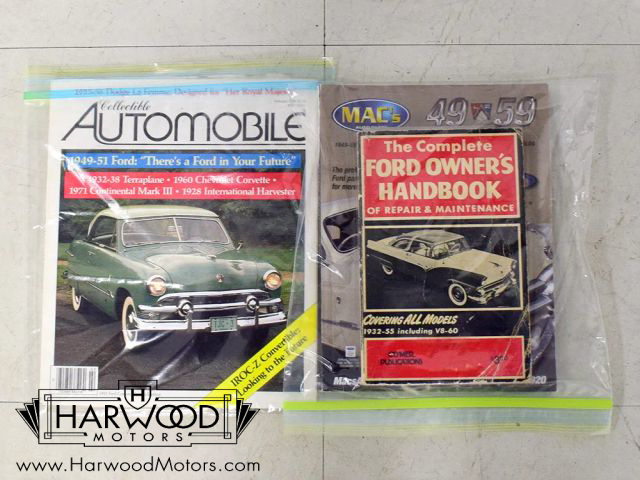 1955-56 Dodge La Femme: Designed for "Her Royal Majesty"
Collectible
AUTOMOBILE
1949-51 Ford: "There's a Ford in Your Future"
1932-38 Terraplane • 1960 Chevrolet Corvette •
1971 Continental Mark III • 1928 International Harvester
IROC-Z Convertible:
Looking to the Future
MAC's
49 59
The Complete
FORD OWNER'S
HANDBOOK
OF REPAIR & MAINTENANCE
COVERING ALL MODELS
1932-55 including V8-60
CLYMER
PUBLICATIONS
H
HARWOOD
MOTORS
www.HarwoodMotors.com